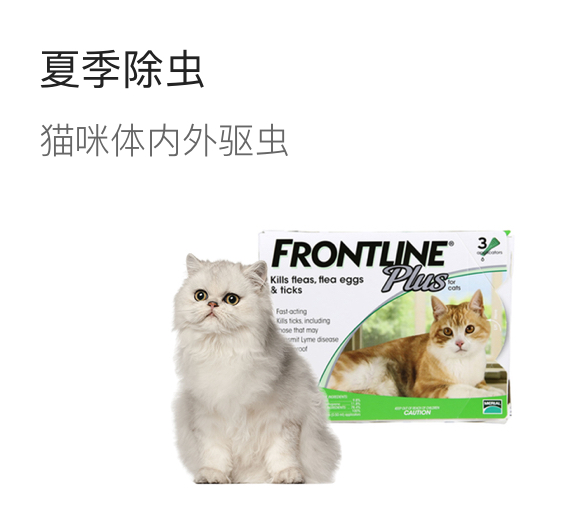 夏季除虫
猫咪体内外驱虫
FRONTLINE®
Plus
for
cats
3
Kills fleas, flea eggs
& ticks
Fast-acting
Kills ticks, including
those that may
Lyme disease
CAUTION
MERIAL